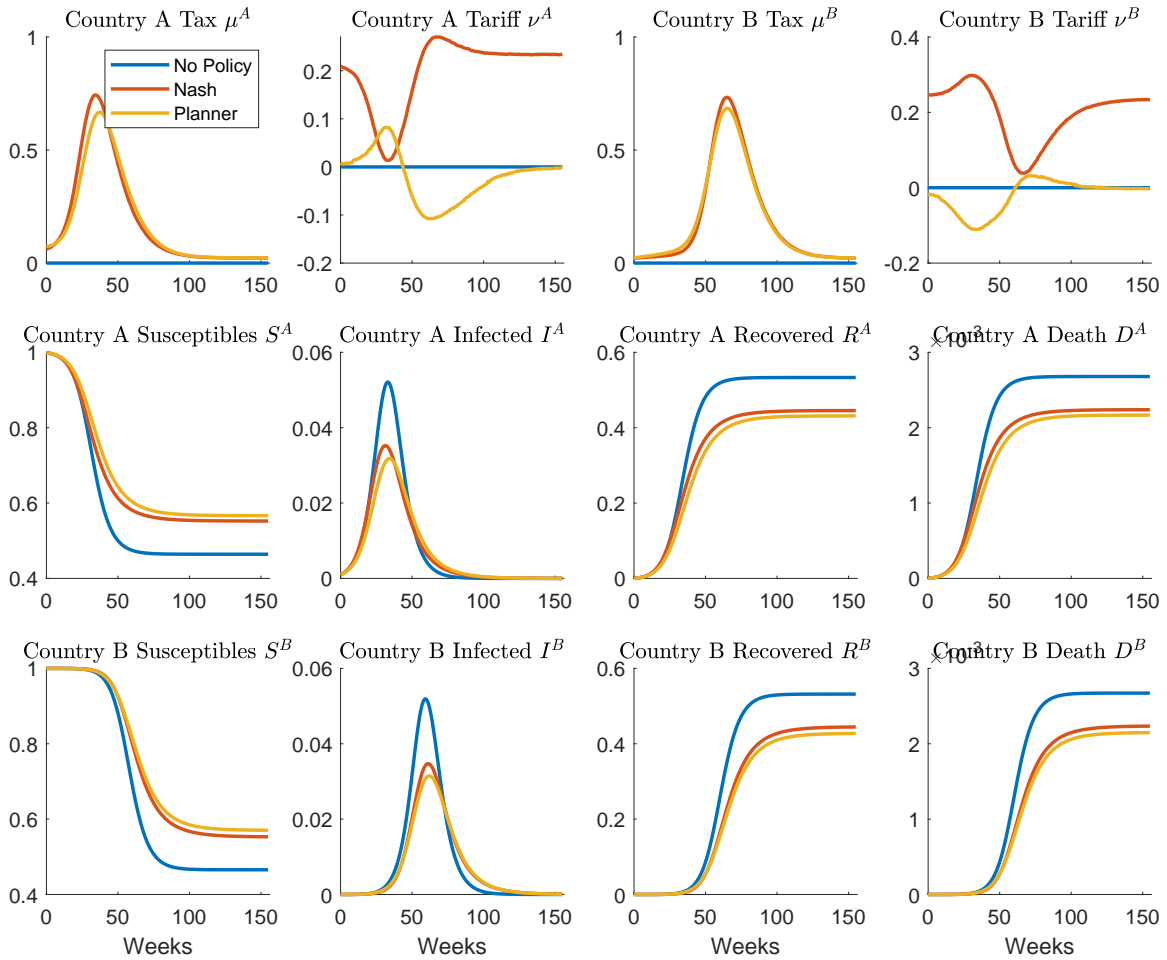 Country A Tax μ^A
Country A Tariff ν^A
Country B Tax μ^B
Country B Tariff ν^B
1
0.5
0
0 50 100 150
No Policy
Nash
Planner
0.2
0.1
0
-0.1
-0.2
0 50 100 150
1
0.5
0
0 50 100 150
0.4
0.2
0
-0.2
0 50 100 150
Country A Susceptibles S^A
Country A Infected I^A
Country A Recovered R^A
Country A Death D^A
1
0.8
0.6
0.4
0 50 100 150
0.06
0.04
0.02
0
0 50 100 150
0.6
0.4
0.2
0
0 50 100 150
×10^-3
3
2
1
0
0 50 100 150
Country B Susceptibles S^B
Country B Infected I^B
Country B Recovered R^B
Country B Death D^B
1
0.8
0.6
0.4
0 50 100 150
Weeks
0.06
0.04
0.02
0
0 50 100 150
Weeks
0.6
0.4
0.2
0
0 50 100 150
Weeks
×10^-3
3
2
1
0
0 50 100 150
Weeks